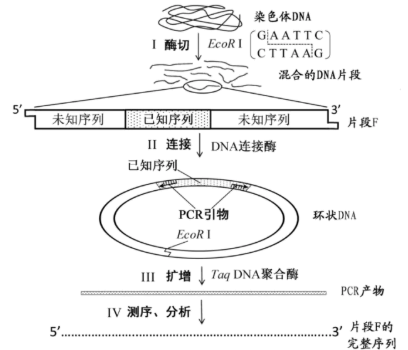 染色体DNA
I 酶切 EcoR I
GAATTC
CTTAAG
混合的DNA片段
5′ 3′
未知序列 已知序列 未知序列 片段F
II 连接 DNA连接酶
已知序列
PCR引物
环状DNA
EcoR I
III 扩增 Taq DNA聚合酶
PCR产物
IV 测序、分析
5′ 3′ 片段F的
完整序列